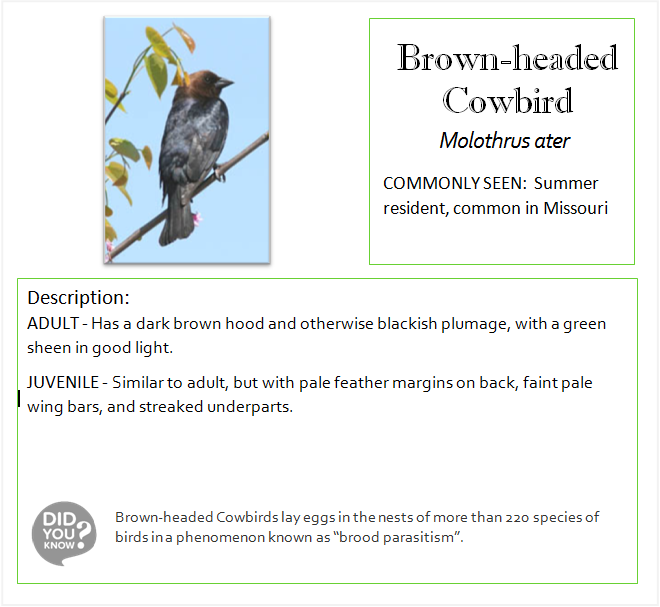 Brown-headed
Cowbird
Molothrus ater
COMMONLY SEEN: Summer
resident, common in Missouri
Description:
ADULT - Has a dark brown hood and otherwise blackish plumage, with a green
sheen in good light.
JUVENILE - Similar to adult, but with pale feather margins on back, faint pale
wing bars, and streaked underparts.
DID
YOU
KNOW?
Brown-headed Cowbirds lay eggs in the nests of more than 220 species of
birds in a phenomenon known as “brood parasitism”.